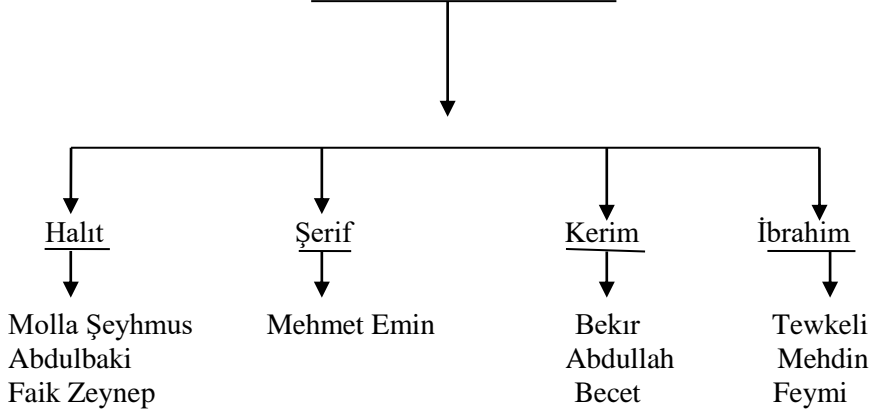 Halıt Şerif Kerim İbrahim
Molla Şeyhmus Mehmet Emin Bekır Tewkeli
Abdulbaki Abdullah Mehdin
Faik Zeynep Becet Feymi